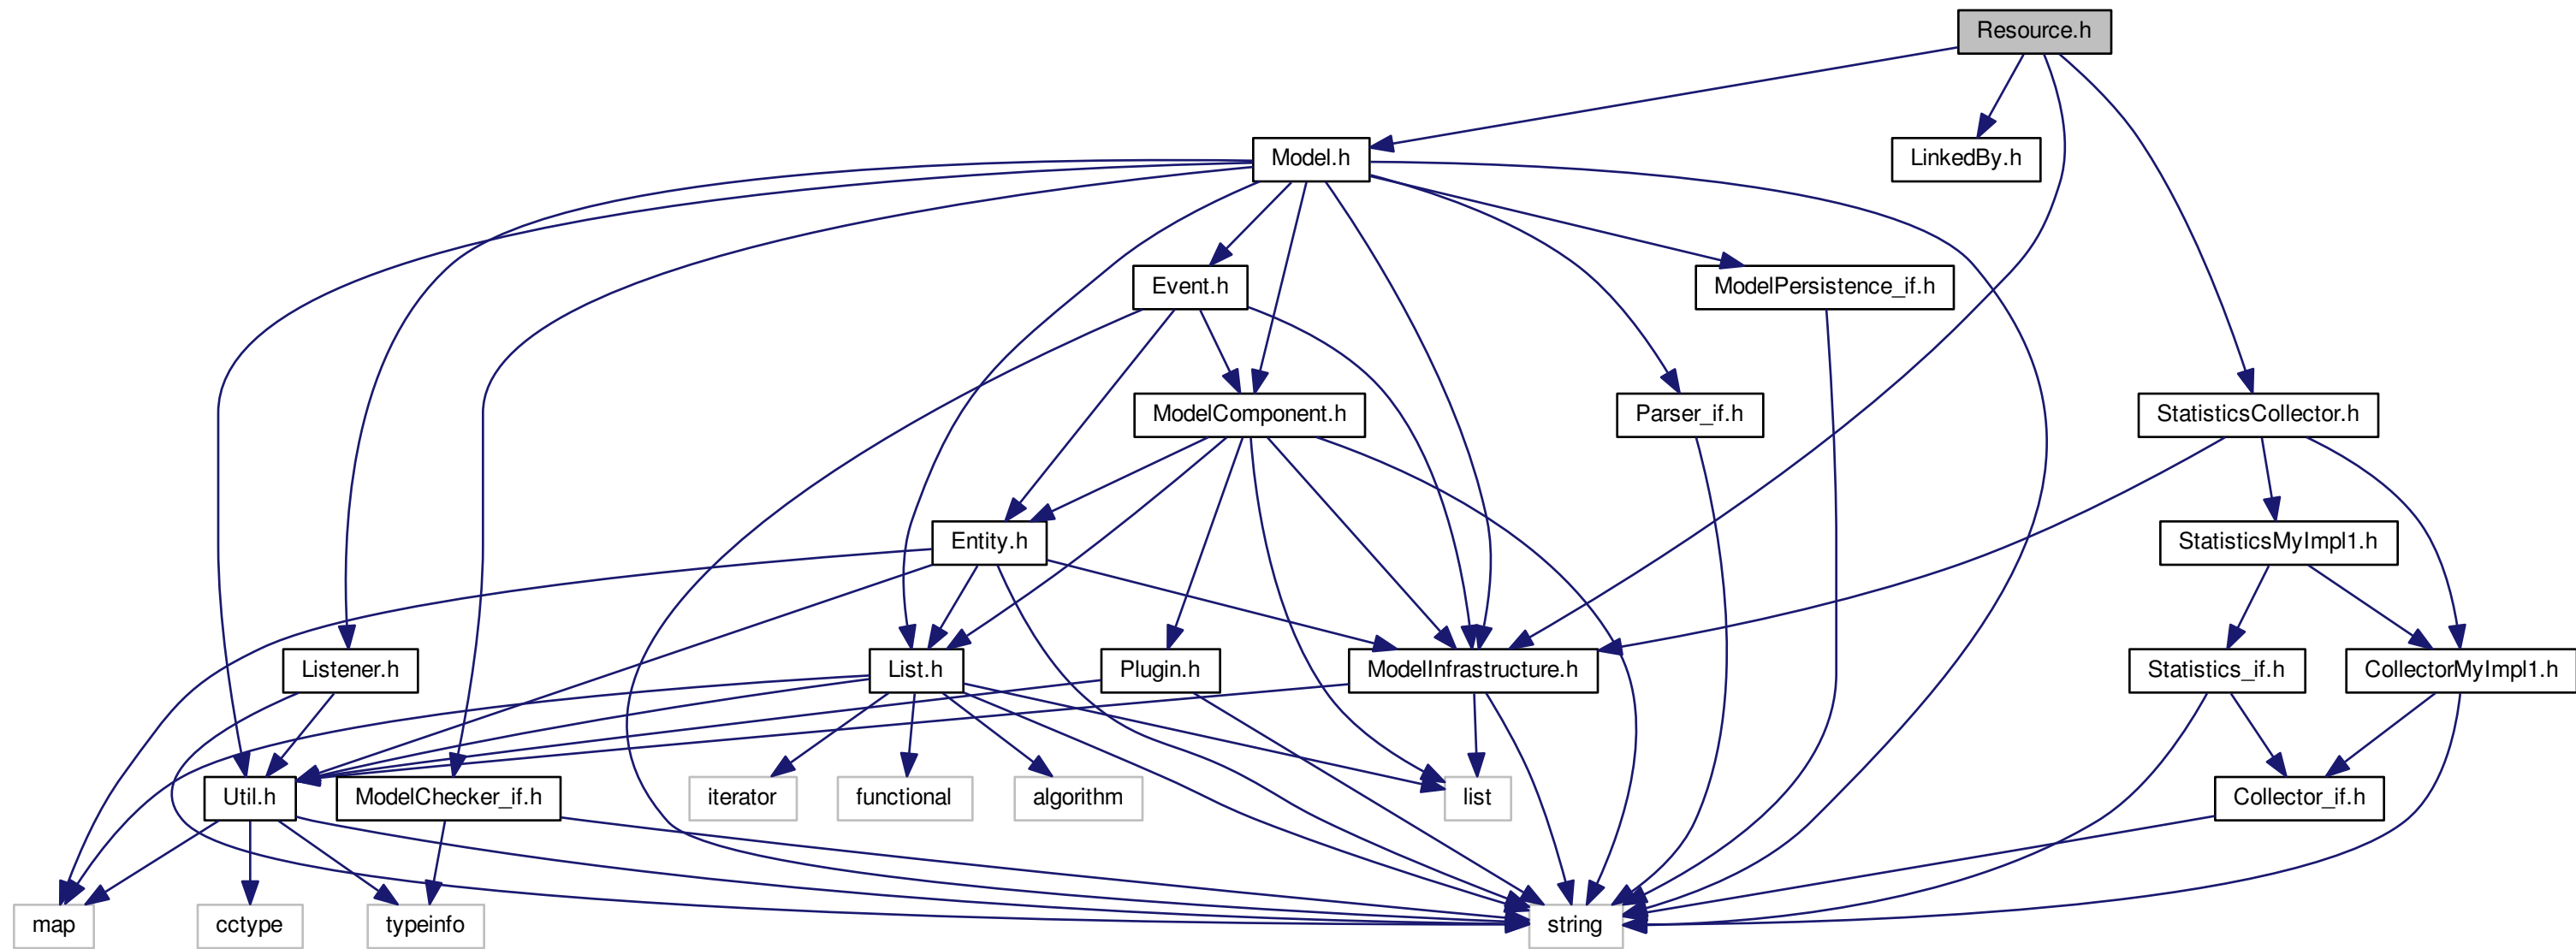 Resource.h
Model.h
LinkedBy.h
Event.h
ModelPersistence_if.h
ModelComponent.h
Parser_if.h
StatisticsCollector.h
Entity.h
StatisticsMyImpl1.h
Listener.h
List.h
Plugin.h
ModelInfrastructure.h
Statistics_if.h
CollectorMyImpl1.h
Util.h
ModelChecker_if.h
iterator
functional
algorithm
list
Collector_if.h
map
cctype
typeinfo
string